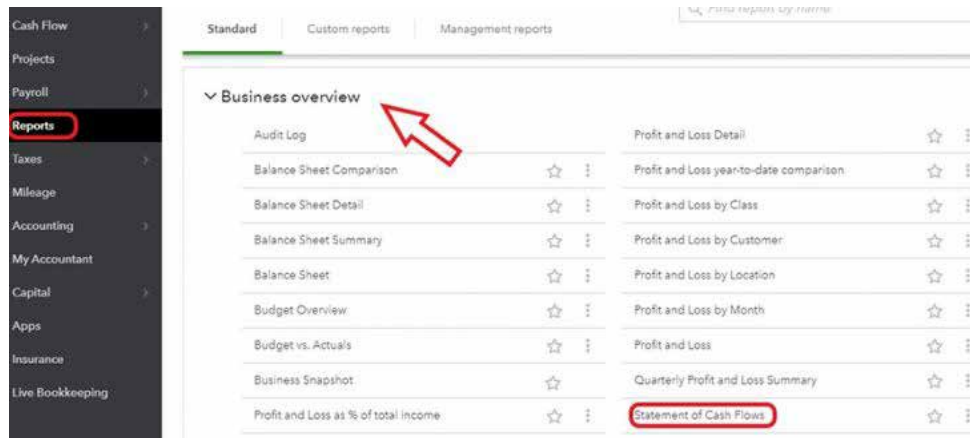 Cash Flow
Projects
Payroll
Reports
Taxes
Mileage
Accounting
My Accountant
Capital
Apps
Insurance
Live Bookkeeping
Find report by name
Standard
Custom reports
Management reports
Business overview
Audit Log
Balance Sheet Comparison
Balance Sheet Detail
Balance Sheet Summary
Balance Sheet
Budget Overview
Budget vs. Actuals
Business Snapshot
Profit and Loss as % of total income
Profit and Loss Detail
Profit and Loss year-to-date comparison
Profit and Loss by Class
Profit and Loss by Customer
Profit and Loss by Location
Profit and Loss by Month
Profit and Loss
Quarterly Profit and Loss Summary
Statement of Cash Flows